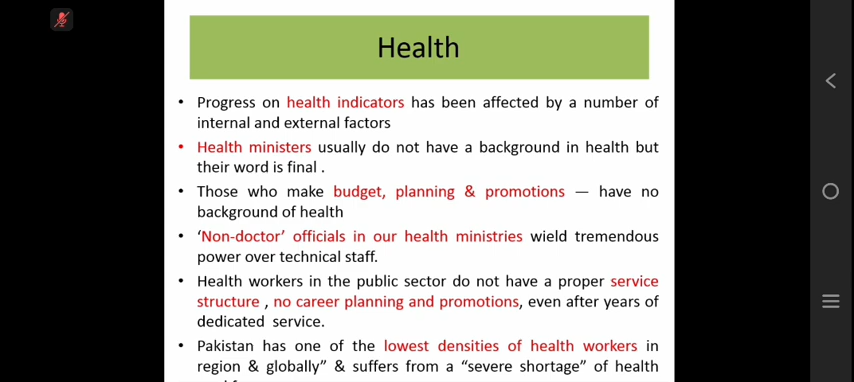 Health
• Progress on health indicators has been affected by a number of
internal and external factors
• Health ministers usually do not have a background in health but
their word is final .
• Those who make budget, planning & promotions — have no
background of health
• ‘Non-doctor’ officials in our health ministries wield tremendous
power over technical staff.
• Health workers in the public sector do not have a proper service
structure , no career planning and promotions, even after years of
dedicated service.
• Pakistan has one of the lowest densities of health workers in
region & globally” & suffers from a “severe shortage” of health